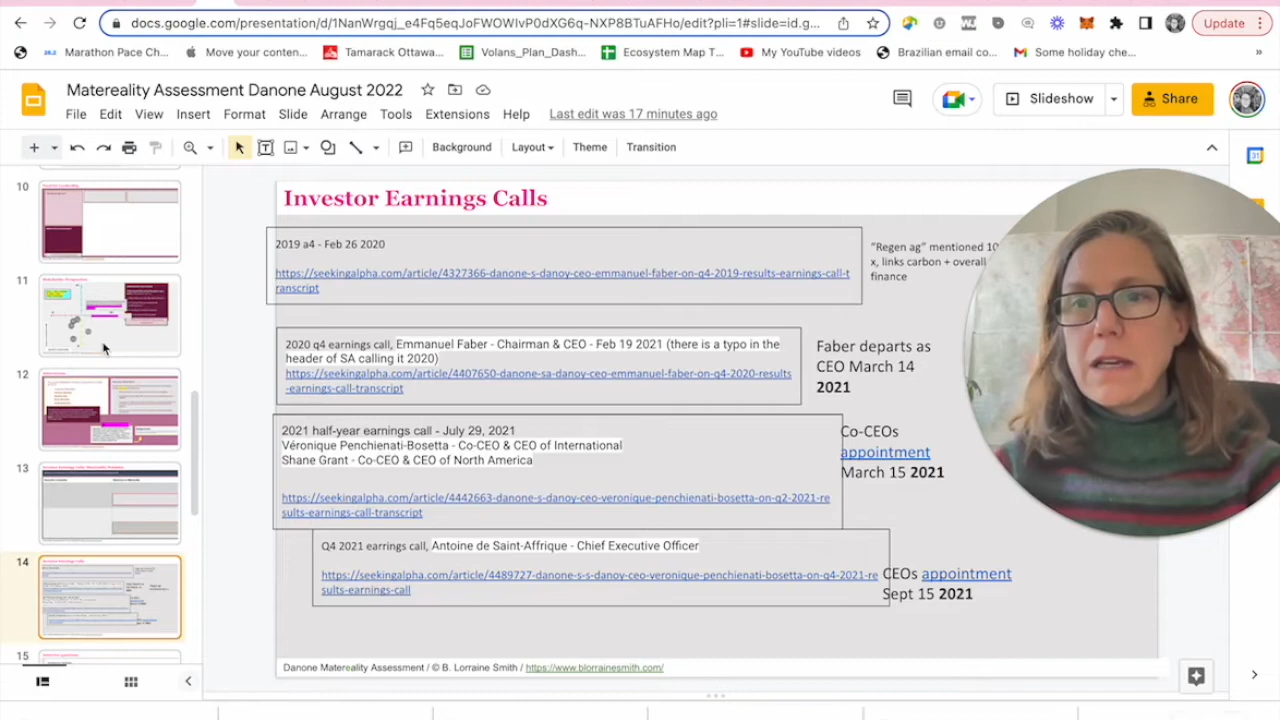 docs.google.com/presentation/d/1NanWrgqj_e4Fq5eqJoFWOWIvP0dXG6q-NXP8BTuAFHo/edit?pli=1#slide=id.g...
Update
Marathon Pace Ch...
Move your conten...
Tamarack Ottawa...
Volans_Plan_Dash...
Ecosystem Map T...
My YouTube videos
Brazilian email co...
Some holiday che...
»
Matereality Assessment Danone August 2022
File Edit View Insert Format Slide Arrange Tools Extensions Help Last edit was 17 minutes ago
Slideshow
Share
Background Layout Theme Transition
10
11
12
13
14
15
Investor Earnings Calls
2019 a4 - Feb 26 2020
https://seekingalpha.com/article/4327366-danone-s-danoy-ceo-emmanuel-faber-on-q4-2019-results-earnings-call-t
ranscript
"Regen ag" mentioned 10
x, links carbon + overall
finance
2020 q4 earnings call, Emmanuel Faber - Chairman & CEO - Feb 19 2021 (there is a typo in the
header of SA calling it 2020)
https://seekingalpha.com/article/4407650-danone-sa-danoy-ceo-emmanuel-faber-on-q4-2020-results
-earnings-call-transcript
Faber departs as
CEO March 14
2021
2021 half-year earnings call - July 29, 2021
Véronique Penchienati-Bosetta - Co-CEO & CEO of International
Shane Grant - Co-CEO & CEO of North America
https://seekingalpha.com/article/4442663-danone-s-danoy-ceo-veronique-penchienati-bosetta-on-q2-2021-re
sults-earnings-call-transcript
Co-CEOs
appointment
March 15 2021
Q4 2021 earnings call, Antoine de Saint-Affrique - Chief Executive Officer
https://seekingalpha.com/article/4489727-danone-s-s-danoy-ceo-veronique-penchienati-bosetta-on-q4-2021-re
sults-earnings-call
CEOs appointment
Sept 15 2021
Danone Matereality Assessment / © B. Lorraine Smith / https://www.blorrainesmith.com/